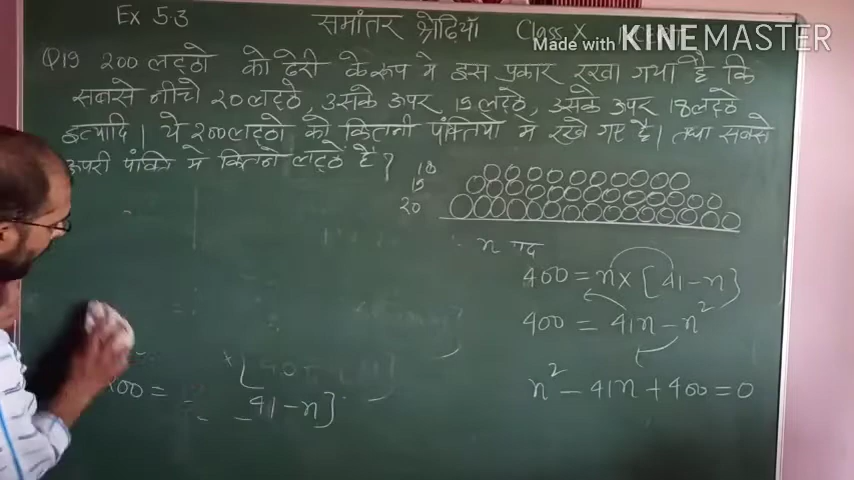 Ex 5.3 समांतर श्रेढ़ियाँ Class X
Made with KINEMASTER
Q19 200 लट्ठो को ढेरी के रूप मे इस प्रकार रखा गया है कि
सबसे नीचे 20 लट्ठे, उसके ऊपर 19 लट्ठे, उसके ऊपर 18 लट्ठे
इत्यादि। ये 200 लट्ठो को कितनी पंक्तियो मे रखे गए है। तथा सबसे
ऊपरी पंक्ति मे कितने लट्ठे है?
18
19
20
n पद
400 = n × [41 - n]
400 = 41n - n²
n² - 41n + 400 = 0
00 =
41 - n]